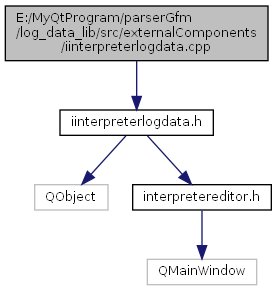 E:/MyQtProgram/parserGfm
/log_data_lib/src/externalComponents
/iinterpreterlogdata.cpp
iinterpreterlogdata.h
QObject
interpretereditor.h
QMainWindow